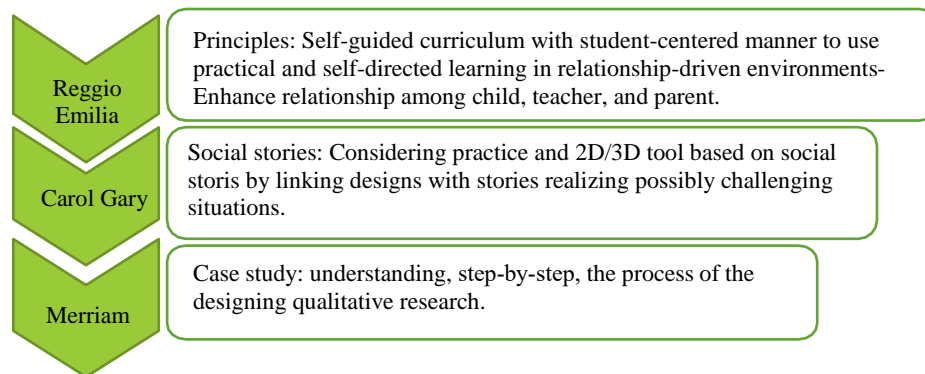 Reggio
Emilia
Principles: Self-guided curriculum with student-centered manner to use
practical and self-directed learning in relationship-driven environments-
Enhance relationship among child, teacher, and parent.
Carol Gary
Social stories: Considering practice and 2D/3D tool based on social
storis by linking designs with stories realizing possibly challenging
situations.
Merriam
Case study: understanding, step-by-step, the process of the
designing qualitative research.